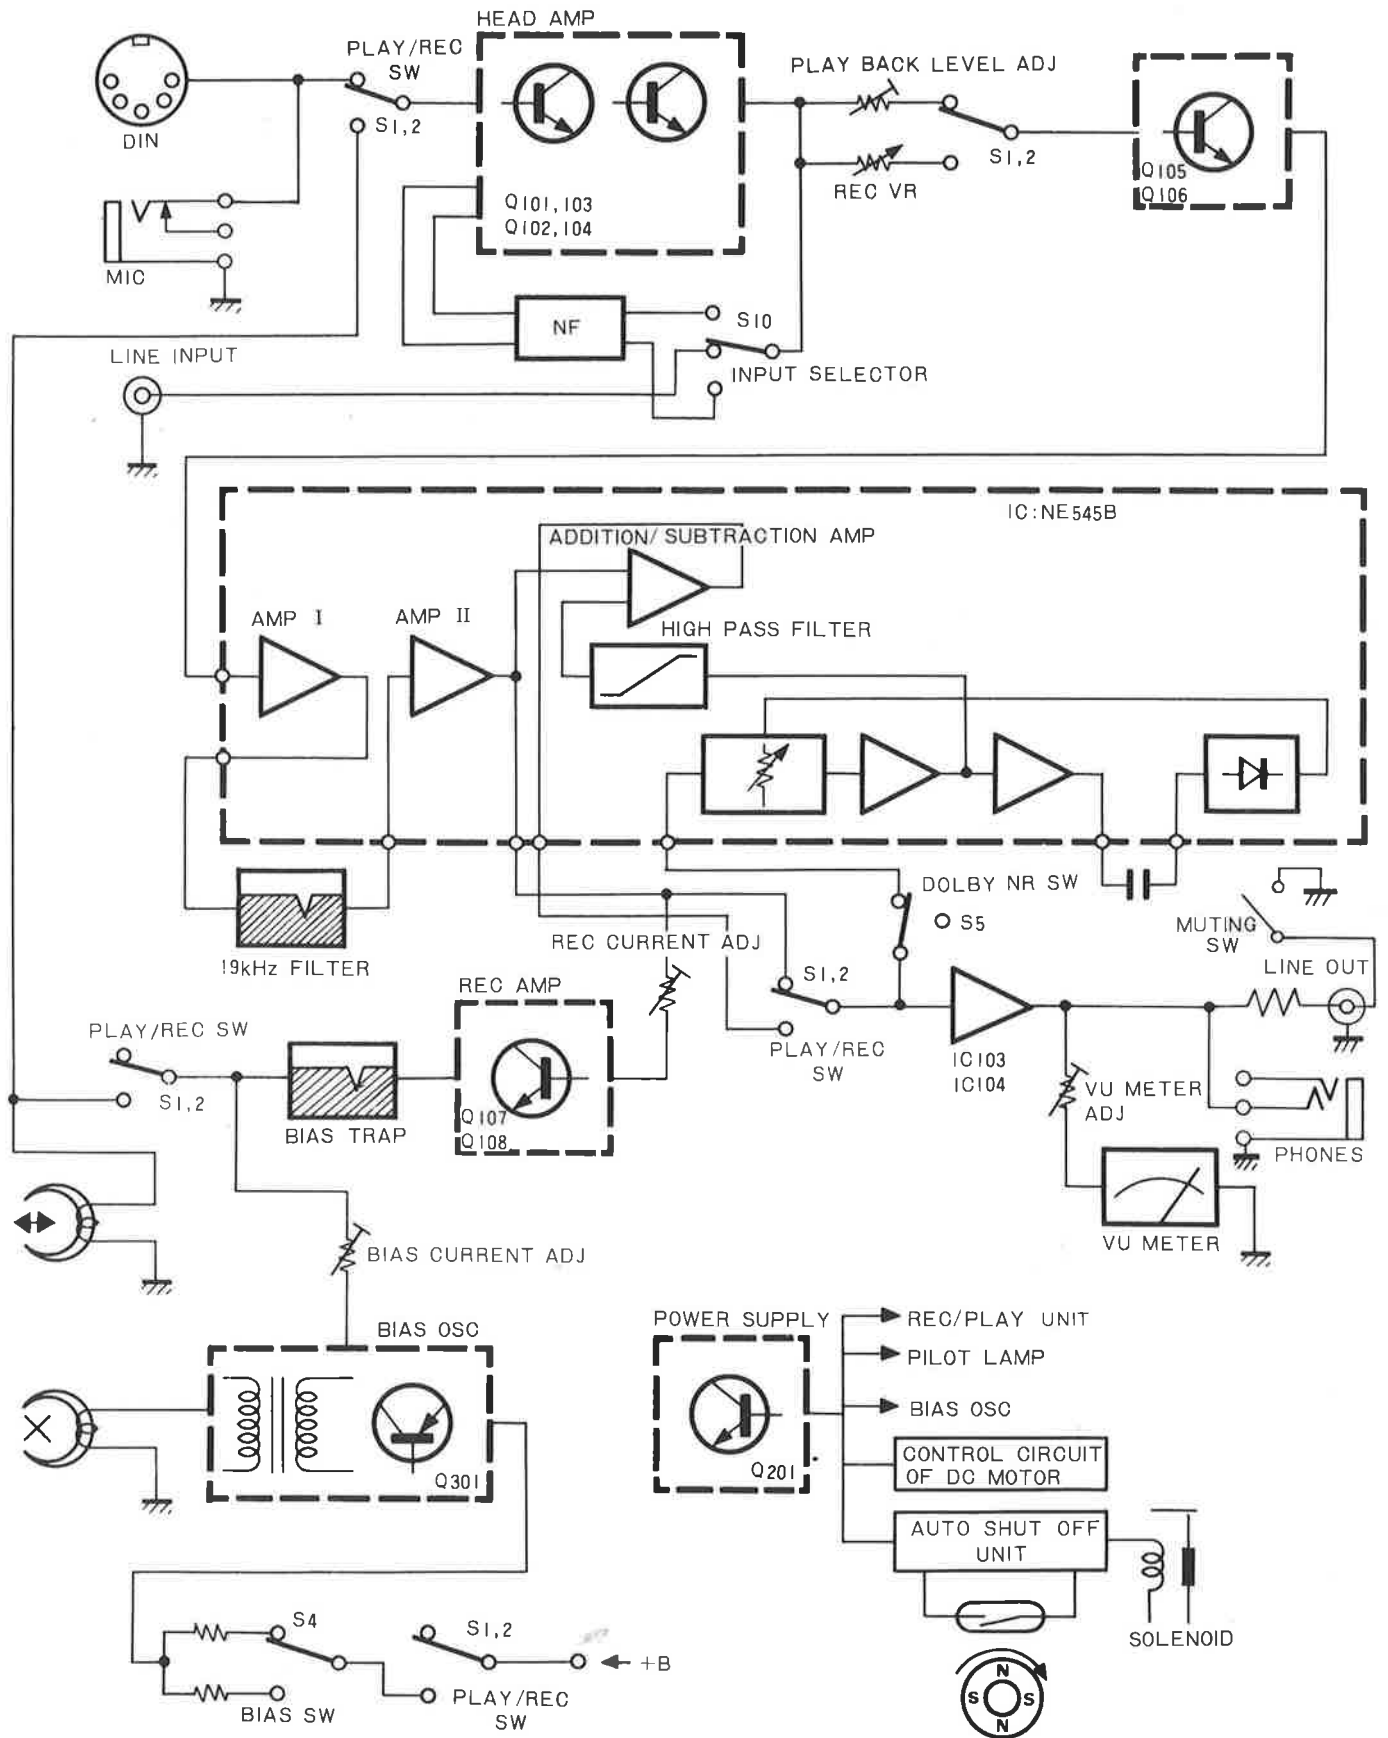 HEAD AMP
PLAY/REC
SW
S1,2
DIN
MIC
Q101,103
Q102,104
PLAY BACK LEVEL ADJ
S1,2
REC VR
Q105
Q106
NF
S10
INPUT SELECTOR
LINE INPUT
IC:NE545B
ADDITION/SUBTRACTION AMP
AMP I
AMP II
HIGH PASS FILTER
19kHz FILTER
DOLBY NR SW
S5
MUTING
SW
LINE OUT
REC CURRENT ADJ
S1,2
PLAY/REC
SW
REC AMP
Q107
Q108
PLAY/REC SW
S1,2
BIAS TRAP
IC103
IC104
VU METER
ADJ
PHONES
VU METER
BIAS CURRENT ADJ
BIAS OSC
Q301
POWER SUPPLY
Q201
REC/PLAY UNIT
PILOT LAMP
BIAS OSC
CONTROL CIRCUIT
OF DC MOTOR
AUTO SHUT OFF
UNIT
SOLENOID
S4
BIAS SW
S1,2
+B
PLAY/REC
SW
N
S S
N